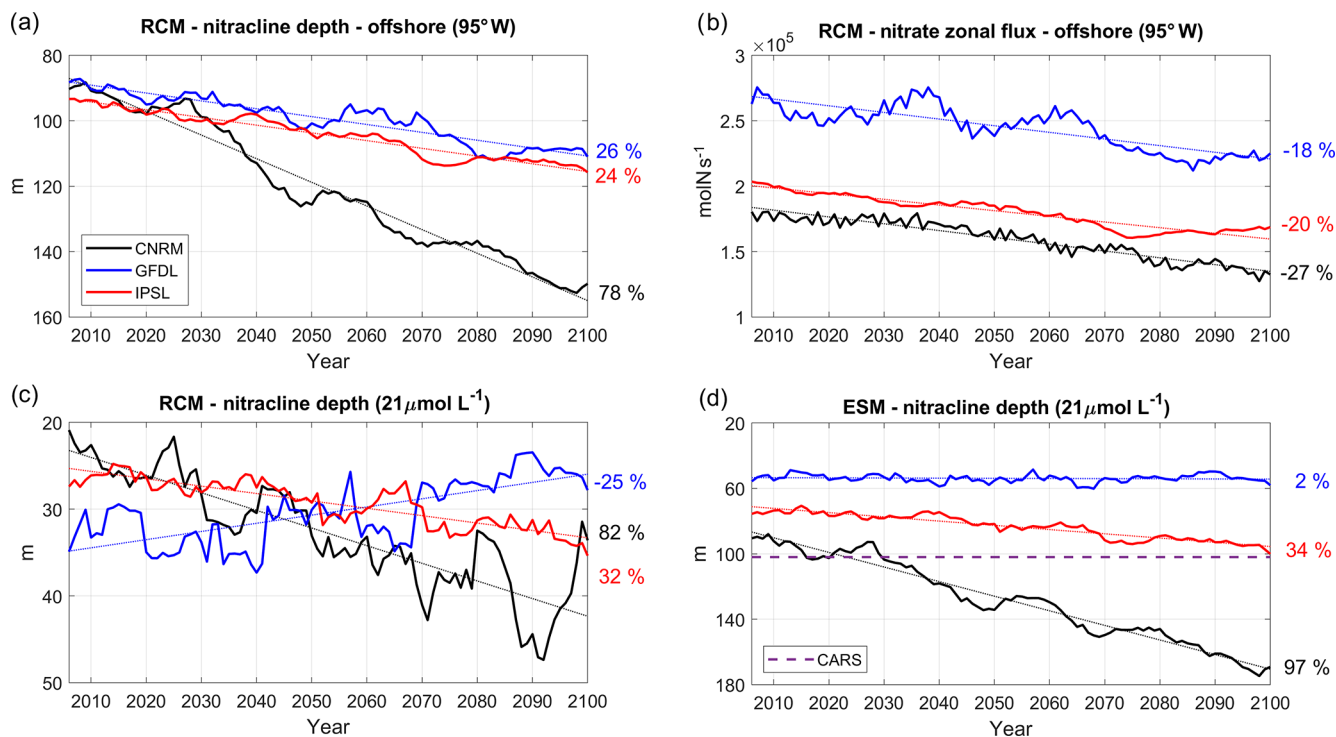 (a)
RCM - nitracline depth - offshore (95° W)
80
100
120
140
160
m
2010 2020 2030 2040 2050 2060 2070 2080 2090 2100
Year
CNRM
GFDL
IPSL
26 %
24 %
78 %
(b)
RCM - nitrate zonal flux - offshore (95° W)
× 10⁵
3
2.5
2
1.5
1
molN s⁻¹
2010 2020 2030 2040 2050 2060 2070 2080 2090 2100
Year
-18 %
-20 %
-27 %
(c)
RCM - nitracline depth (21 μmol L⁻¹)
20
30
40
50
m
2010 2020 2030 2040 2050 2060 2070 2080 2090 2100
Year
-25 %
82 %
32 %
(d)
ESM - nitracline depth (21 μmol L⁻¹)
20
60
100
140
180
m
2010 2020 2030 2040 2050 2060 2070 2080 2090 2100
Year
CARS
2 %
34 %
97 %